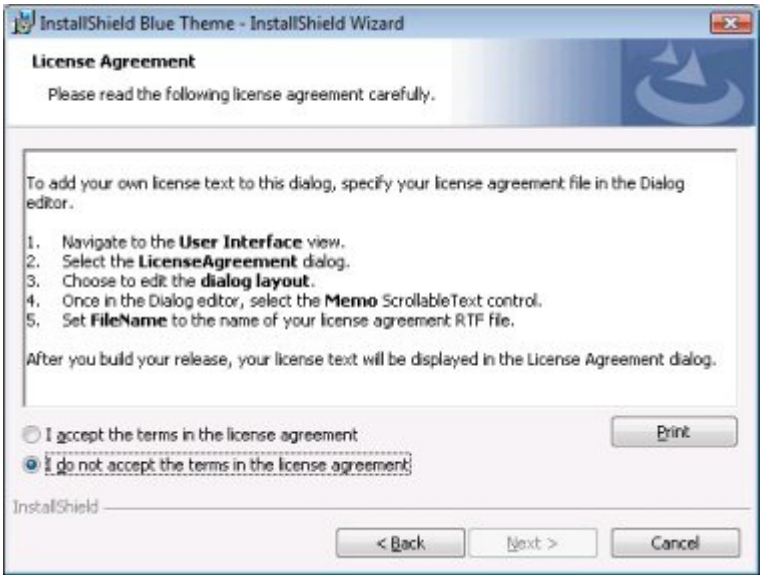 InstallShield Blue Theme - InstallShield Wizard
License Agreement
Please read the following license agreement carefully.
To add your own license text to this dialog, specify your license agreement file in the Dialog
editor.
1. Navigate to the User Interface view.
2. Select the LicenseAgreement dialog.
3. Choose to edit the dialog layout.
4. Once in the Dialog editor, select the Memo ScrollableText control.
5. Set FileName to the name of your license agreement RTF file.
After you build your release, your license text will be displayed in the License Agreement dialog.
I accept the terms in the license agreement
Print
I do not accept the terms in the license agreement
InstallShield
< Back Next > Cancel